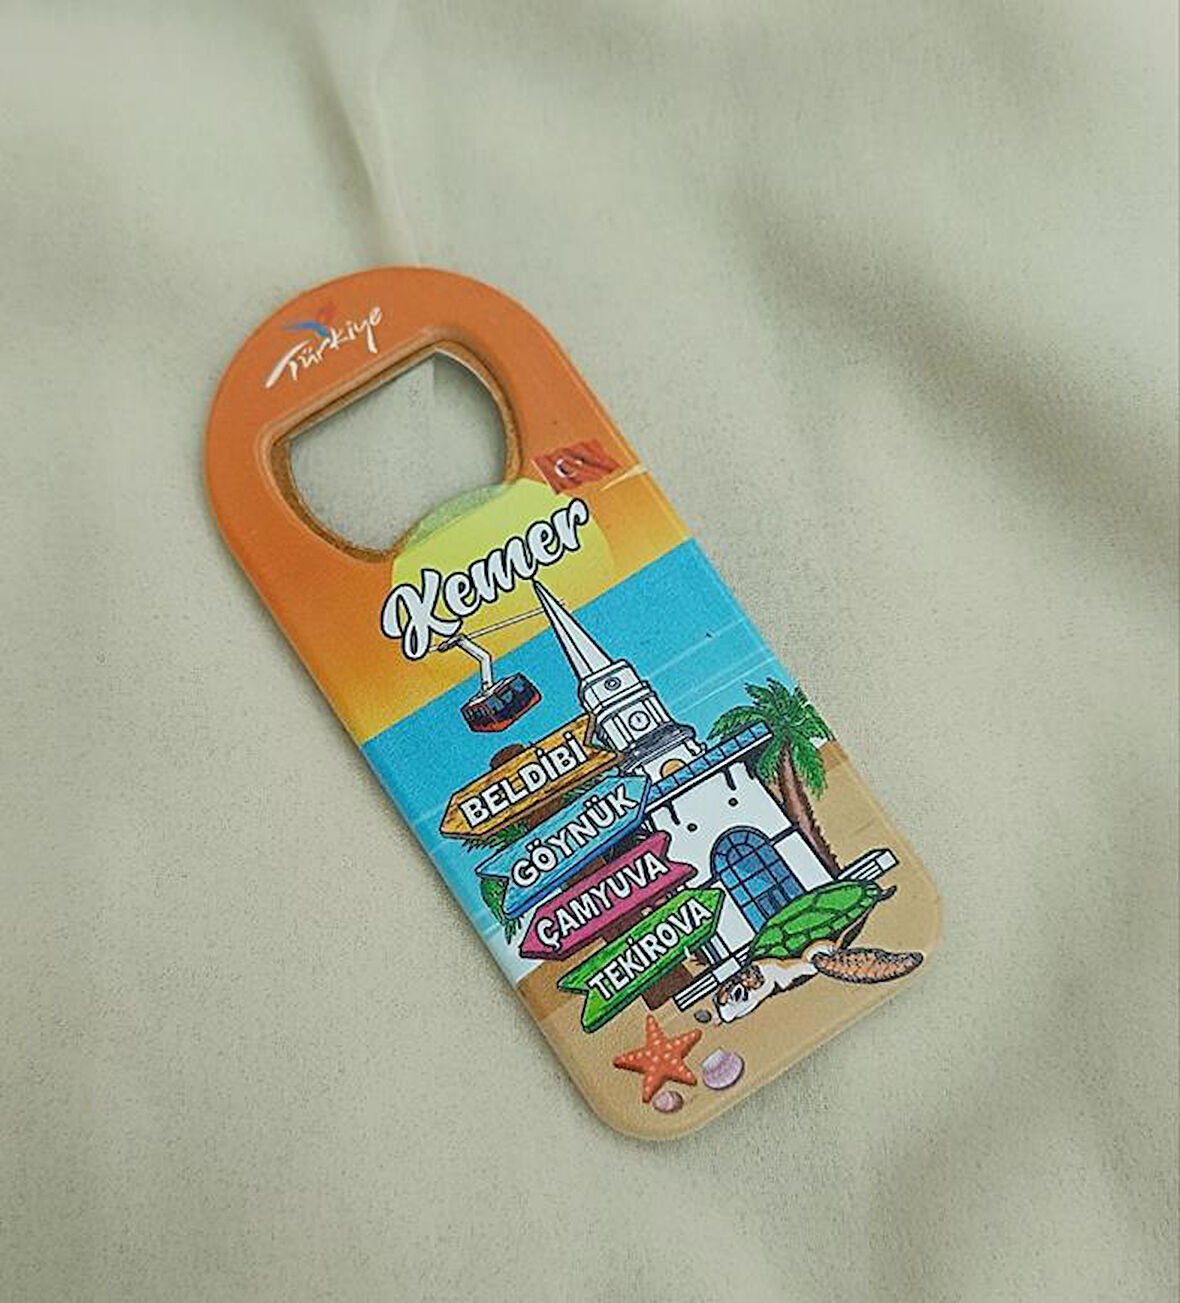 Türkiye
Kemer
BELDİBİ
GÖYNÜK
ÇAMYUVA
TEKİROVA